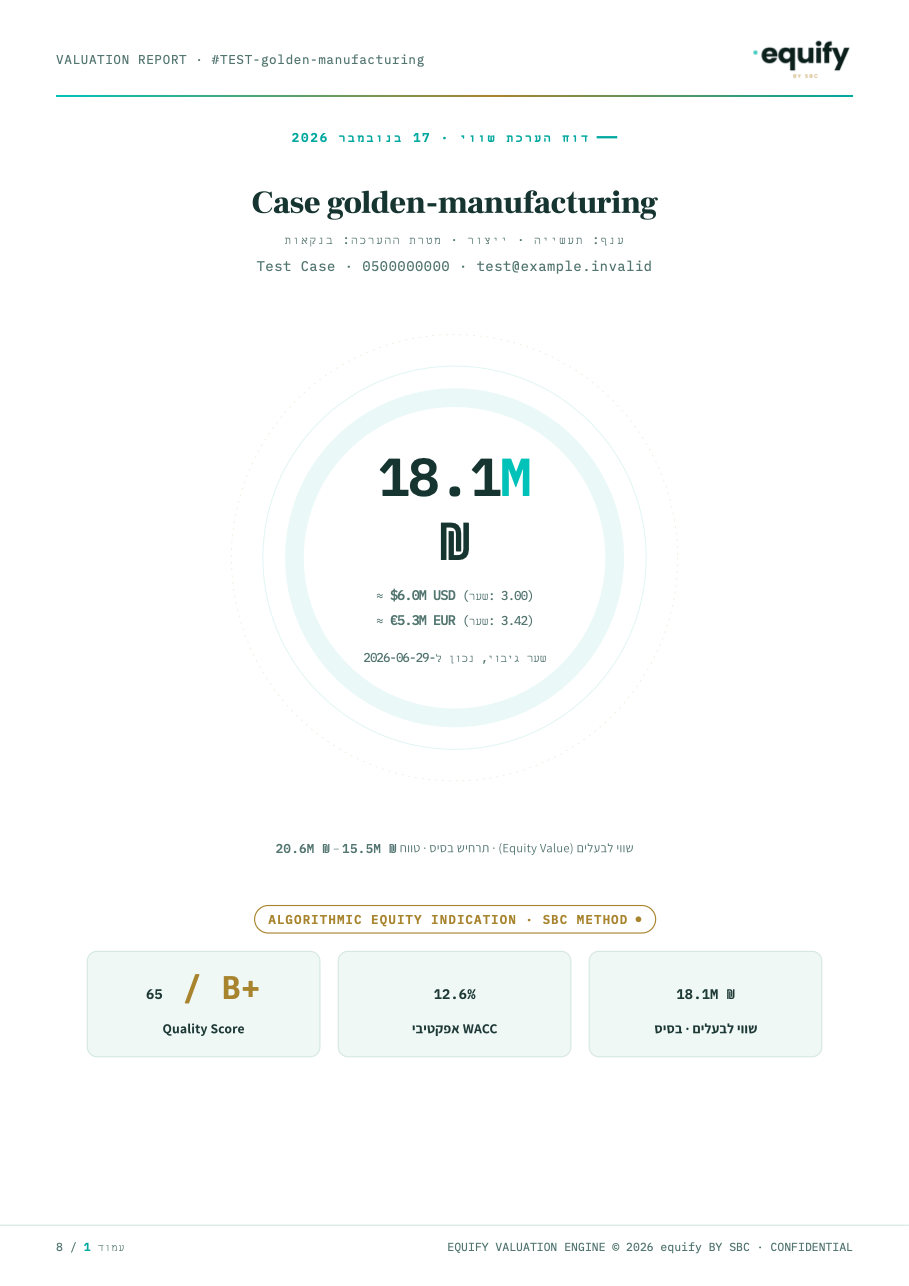 VALUATION REPORT · #TEST-golden-manufacturing
equify
BY SBC
דוח הערכת שווי · 17 בנובמבר 2026
Case golden-manufacturing
ענף: תעשייה · ייצור · מטרת ההערכה: בנקאות
Test Case · 0500000000 · test@example.invalid
18.1M
₪
≈ $6.0M USD (שער: 3.00)
≈ €5.3M EUR (שער: 3.42)
שער גיבוי, נכון ל-2026-06-29
שווי לבעלים (Equity Value) · תרחיש בסיס · טווח 15.5M ₪ – 20.6M ₪
ALGORITHMIC EQUITY INDICATION · SBC METHOD
18.1M ₪
שווי לבעלים · בסיס
12.6%
WACC אפקטיבי
65 / B+
Quality Score
EQUIFY VALUATION ENGINE © 2026 equify BY SBC · CONFIDENTIAL
עמוד 1 / 8